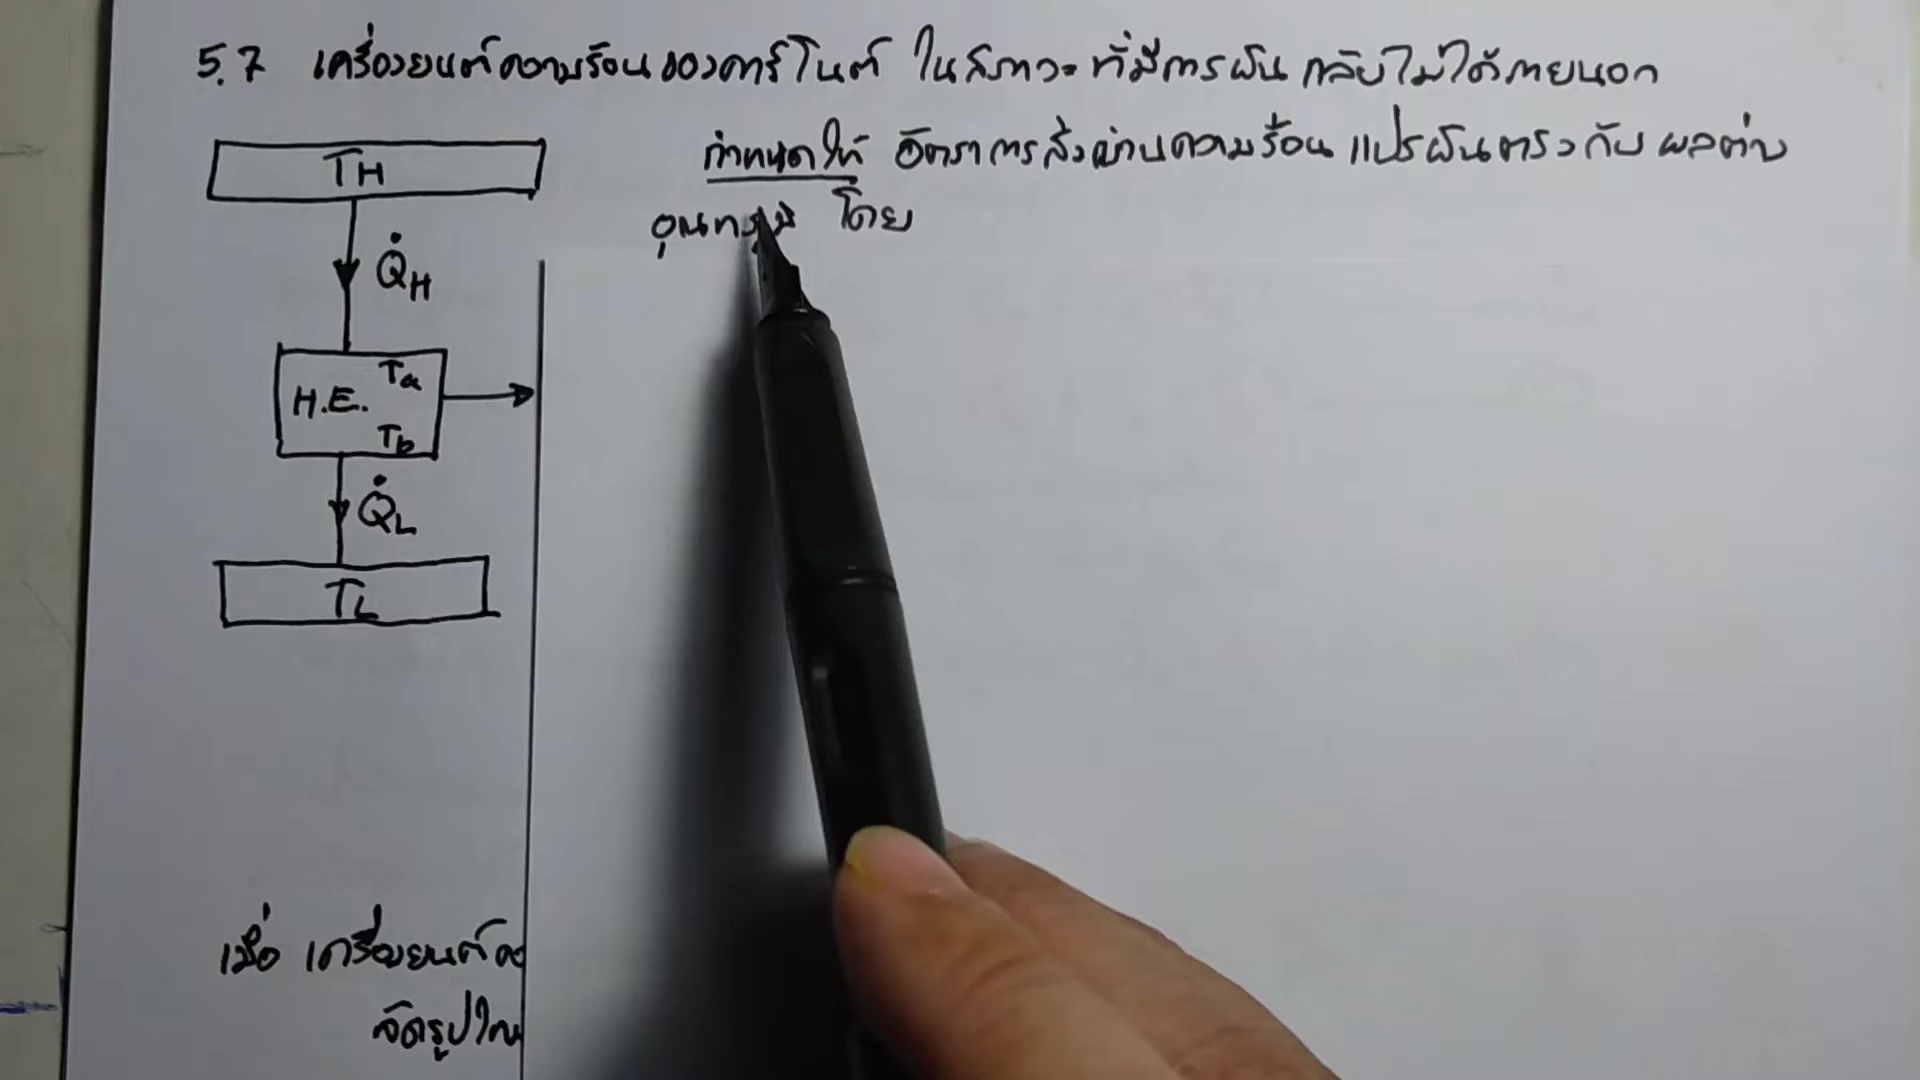 5.7 เครื่องยนต์ความร้อนของคาร์โนต์ ในสภาวะที่มีการผันกลับไม่ได้ภายนอก
กำหนดให้ อัตราการส่งผ่านความร้อนแปรผันตรงกับผลต่าง
อุณหภูมิ โดย
TH
Q̇H
Ta
H.E.
Tb
Q̇L
TL
เมื่อ เครื่องยนต์คว
จัดรูปให